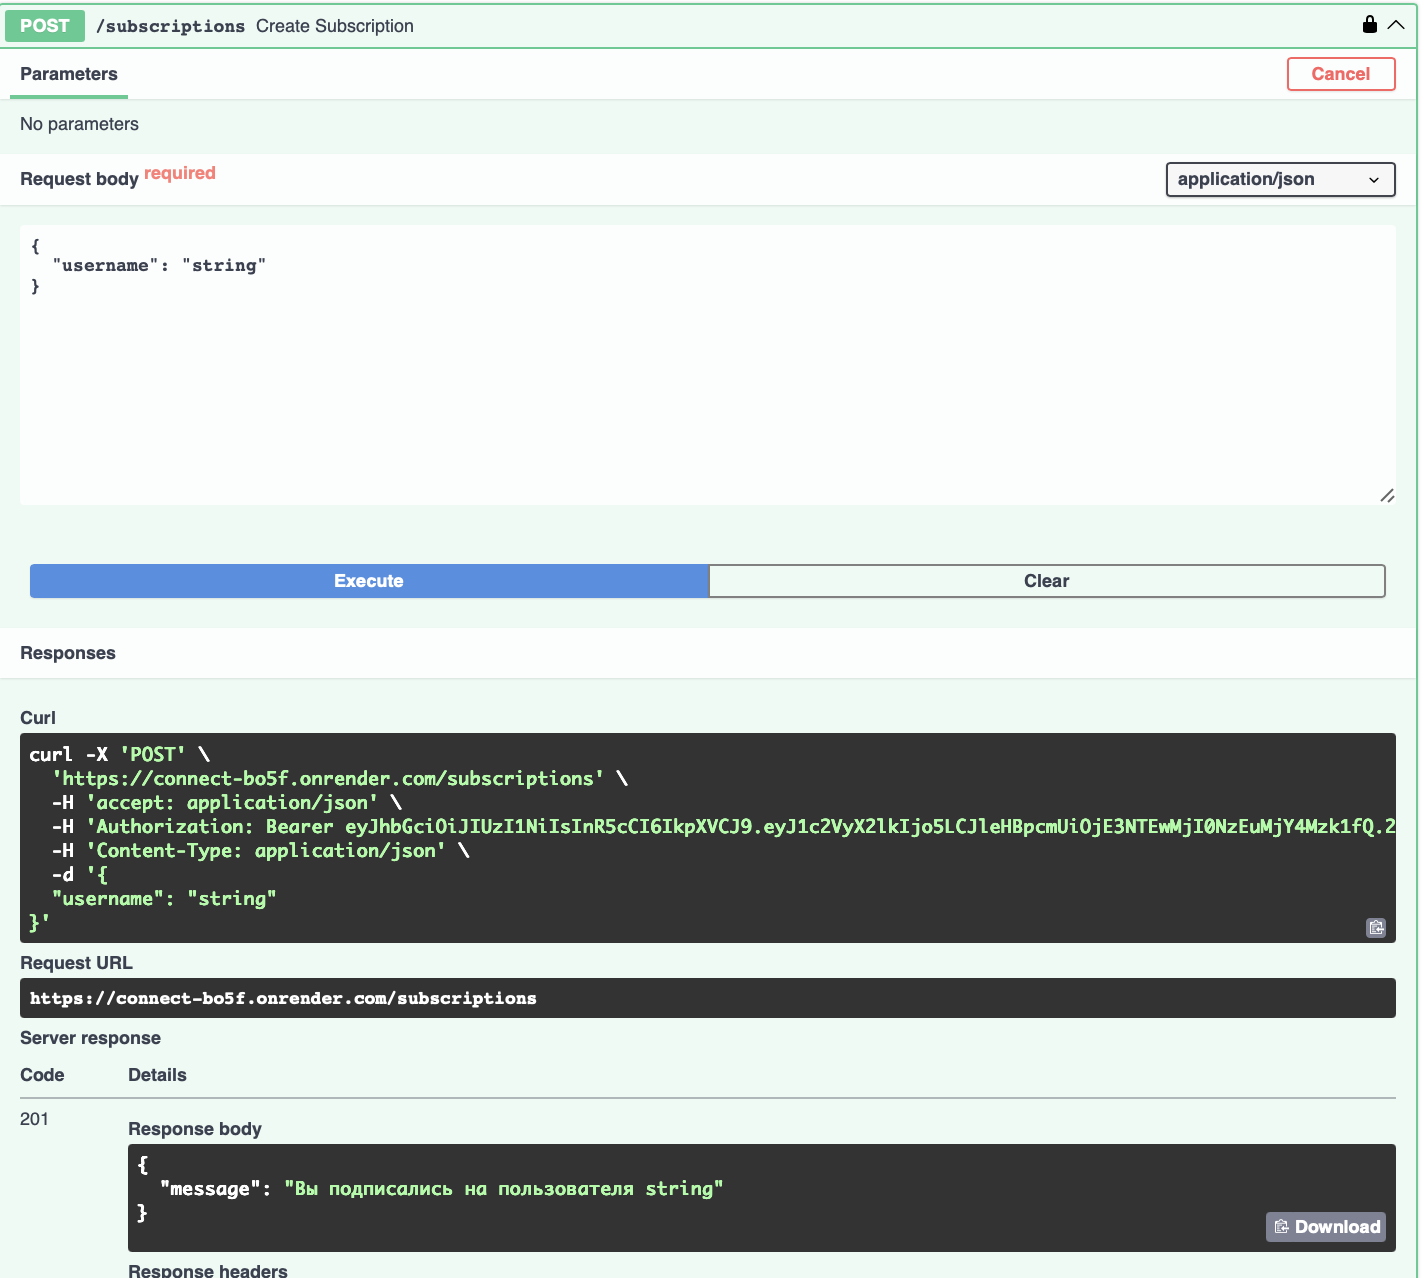 POST /subscriptions Create Subscription
Parameters
Cancel
No parameters
Request body required
application/json
{
"username": "string"
}
Execute
Clear
Responses
Curl
curl -X 'POST' \
'https://connect-bo5f.onrender.com/subscriptions' \
-H 'accept: application/json' \
-H 'Authorization: Bearer eyJhbGciOiJIUzI1NiIsInR5cCI6IkpXVCJ9.eyJ1c2VyX2lkIjo5LCJleHBpcmUiOjE3NTEwMjI0NzEuMjY4Mzk1fQ.2
-H 'Content-Type: application/json' \
-d '{
"username": "string"
}'
Request URL
https://connect-bo5f.onrender.com/subscriptions
Server response
Code Details
201
Response body
{
"message": "Вы подписались на пользователя string"
}
Download
Response headers